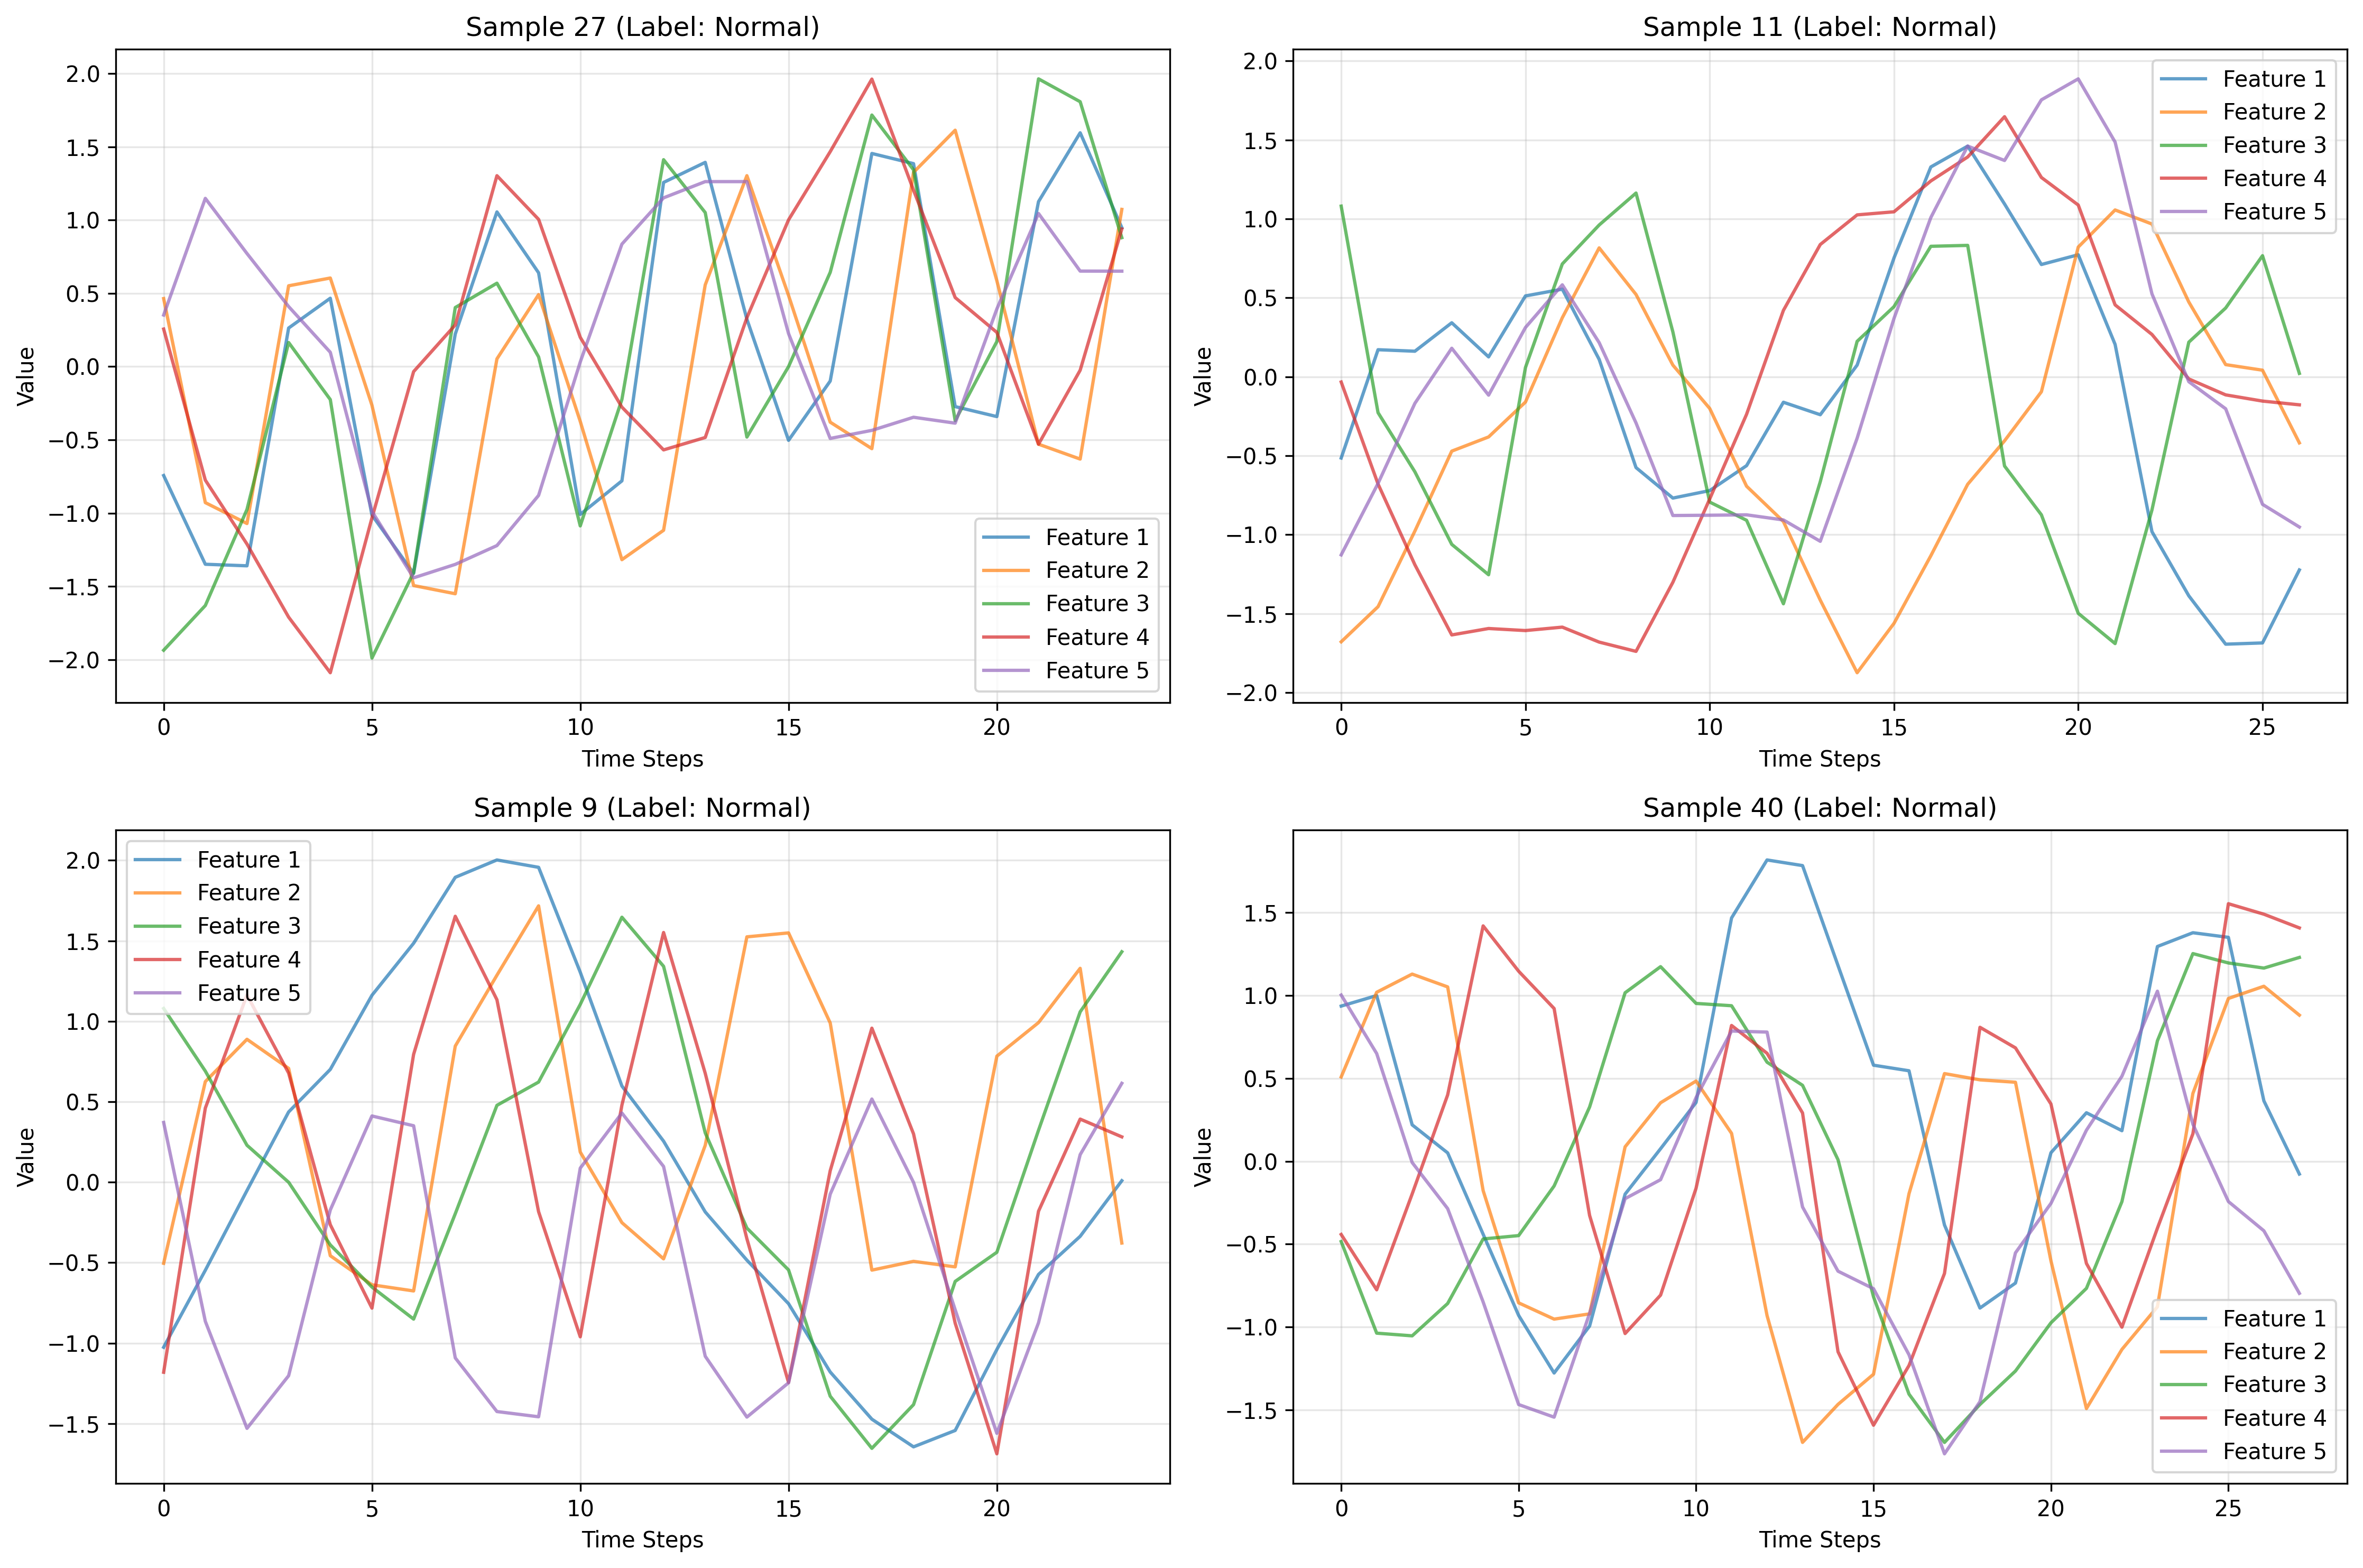 Sample 27 (Label: Normal)
2.0
1.5
1.0
0.5
0.0
−0.5
−1.0
−1.5
−2.0
Value
0 5 10 15 20
Time Steps
Feature 1
Feature 2
Feature 3
Feature 4
Feature 5
Sample 11 (Label: Normal)
2.0
1.5
1.0
0.5
0.0
−0.5
−1.0
−1.5
−2.0
Value
0 5 10 15 20 25
Time Steps
Feature 1
Feature 2
Feature 3
Feature 4
Feature 5
Sample 9 (Label: Normal)
2.0
1.5
1.0
0.5
0.0
−0.5
−1.0
−1.5
Value
0 5 10 15 20
Time Steps
Feature 1
Feature 2
Feature 3
Feature 4
Feature 5
Sample 40 (Label: Normal)
1.5
1.0
0.5
0.0
−0.5
−1.0
−1.5
Value
0 5 10 15 20 25
Time Steps
Feature 1
Feature 2
Feature 3
Feature 4
Feature 5